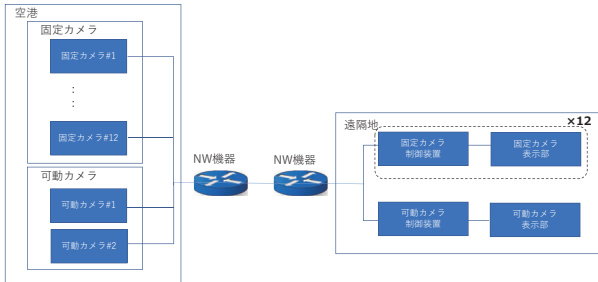 空港
固定カメラ
固定カメラ#1
:
:
固定カメラ#12
可動カメラ
可動カメラ#1
可動カメラ#2
NW機器
NW機器
遠隔地
×12
固定カメラ
制御装置
固定カメラ
表示部
可動カメラ
制御装置
可動カメラ
表示部